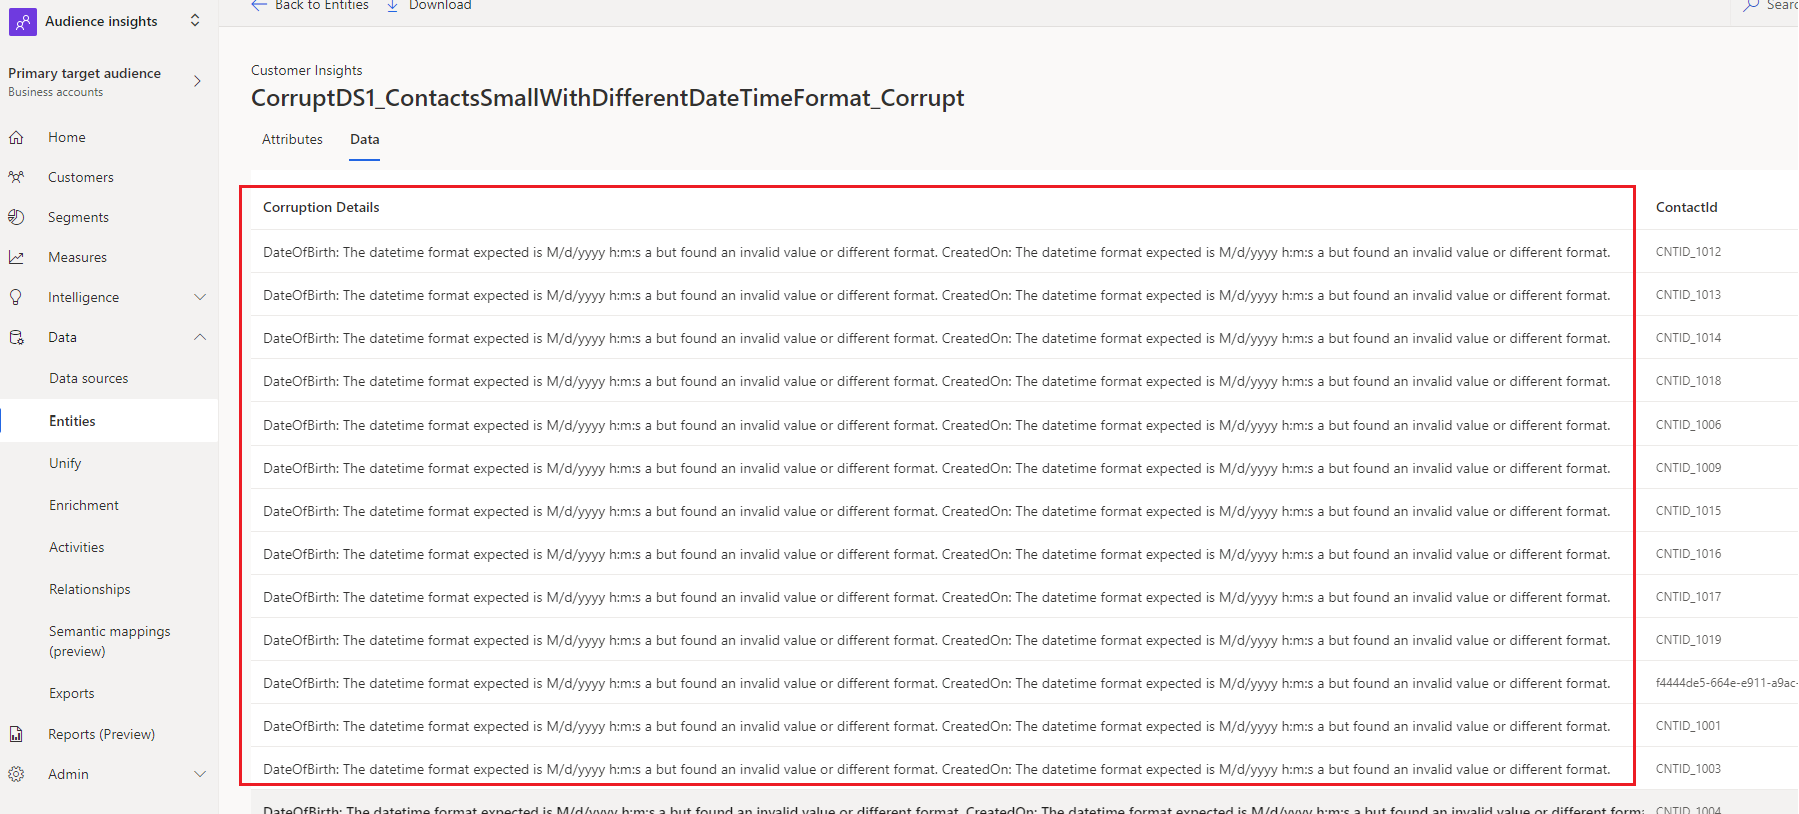 Audience insights
Primary target audience
Business accounts
Home
Customers
Segments
Measures
Intelligence
Data
Data sources
Entities
Unify
Enrichment
Activities
Relationships
Semantic mappings
(preview)
Exports
Reports (Preview)
Admin
Back to Entities Download
Sear
Customer Insights
CorruptDS1_ContactsSmallWithDifferentDateTimeFormat_Corrupt
Attributes Data
Corruption Details ContactId
DateOfBirth: The datetime format expected is M/d/yyyy h:m:s a but found an invalid value or different format. CreatedOn: The datetime format expected is M/d/yyyy h:m:s a but found an invalid value or different format. CNTID_1012
DateOfBirth: The datetime format expected is M/d/yyyy h:m:s a but found an invalid value or different format. CreatedOn: The datetime format expected is M/d/yyyy h:m:s a but found an invalid value or different format. CNTID_1013
DateOfBirth: The datetime format expected is M/d/yyyy h:m:s a but found an invalid value or different format. CreatedOn: The datetime format expected is M/d/yyyy h:m:s a but found an invalid value or different format. CNTID_1014
DateOfBirth: The datetime format expected is M/d/yyyy h:m:s a but found an invalid value or different format. CreatedOn: The datetime format expected is M/d/yyyy h:m:s a but found an invalid value or different format. CNTID_1018
DateOfBirth: The datetime format expected is M/d/yyyy h:m:s a but found an invalid value or different format. CreatedOn: The datetime format expected is M/d/yyyy h:m:s a but found an invalid value or different format. CNTID_1006
DateOfBirth: The datetime format expected is M/d/yyyy h:m:s a but found an invalid value or different format. CreatedOn: The datetime format expected is M/d/yyyy h:m:s a but found an invalid value or different format. CNTID_1009
DateOfBirth: The datetime format expected is M/d/yyyy h:m:s a but found an invalid value or different format. CreatedOn: The datetime format expected is M/d/yyyy h:m:s a but found an invalid value or different format. CNTID_1015
DateOfBirth: The datetime format expected is M/d/yyyy h:m:s a but found an invalid value or different format. CreatedOn: The datetime format expected is M/d/yyyy h:m:s a but found an invalid value or different format. CNTID_1016
DateOfBirth: The datetime format expected is M/d/yyyy h:m:s a but found an invalid value or different format. CreatedOn: The datetime format expected is M/d/yyyy h:m:s a but found an invalid value or different format. CNTID_1017
DateOfBirth: The datetime format expected is M/d/yyyy h:m:s a but found an invalid value or different format. CreatedOn: The datetime format expected is M/d/yyyy h:m:s a but found an invalid value or different format. CNTID_1019
DateOfBirth: The datetime format expected is M/d/yyyy h:m:s a but found an invalid value or different format. CreatedOn: The datetime format expected is M/d/yyyy h:m:s a but found an invalid value or different format. f4444de5-664e-e911-a9ac-
DateOfBirth: The datetime format expected is M/d/yyyy h:m:s a but found an invalid value or different format. CreatedOn: The datetime format expected is M/d/yyyy h:m:s a but found an invalid value or different format. CNTID_1001
DateOfBirth: The datetime format expected is M/d/yyyy h:m:s a but found an invalid value or different format. CreatedOn: The datetime format expected is M/d/yyyy h:m:s a but found an invalid value or different format. CNTID_1003
DateOfBirth: The datetime format expected is M/d/yyyy h:m:s a but found an invalid value or different format. CreatedOn: The datetime format expected is M/d/yyyy h:m:s a but found an invalid value or different form CNTID_1004